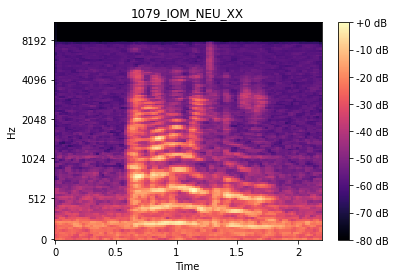 1079_IOM_NEU_XX
Hz
8192
4096
2048
1024
512
0
0
0.5
1
1.5
2
Time
+0 dB
-10 dB
-20 dB
-30 dB
-40 dB
-50 dB
-60 dB
-70 dB
-80 dB